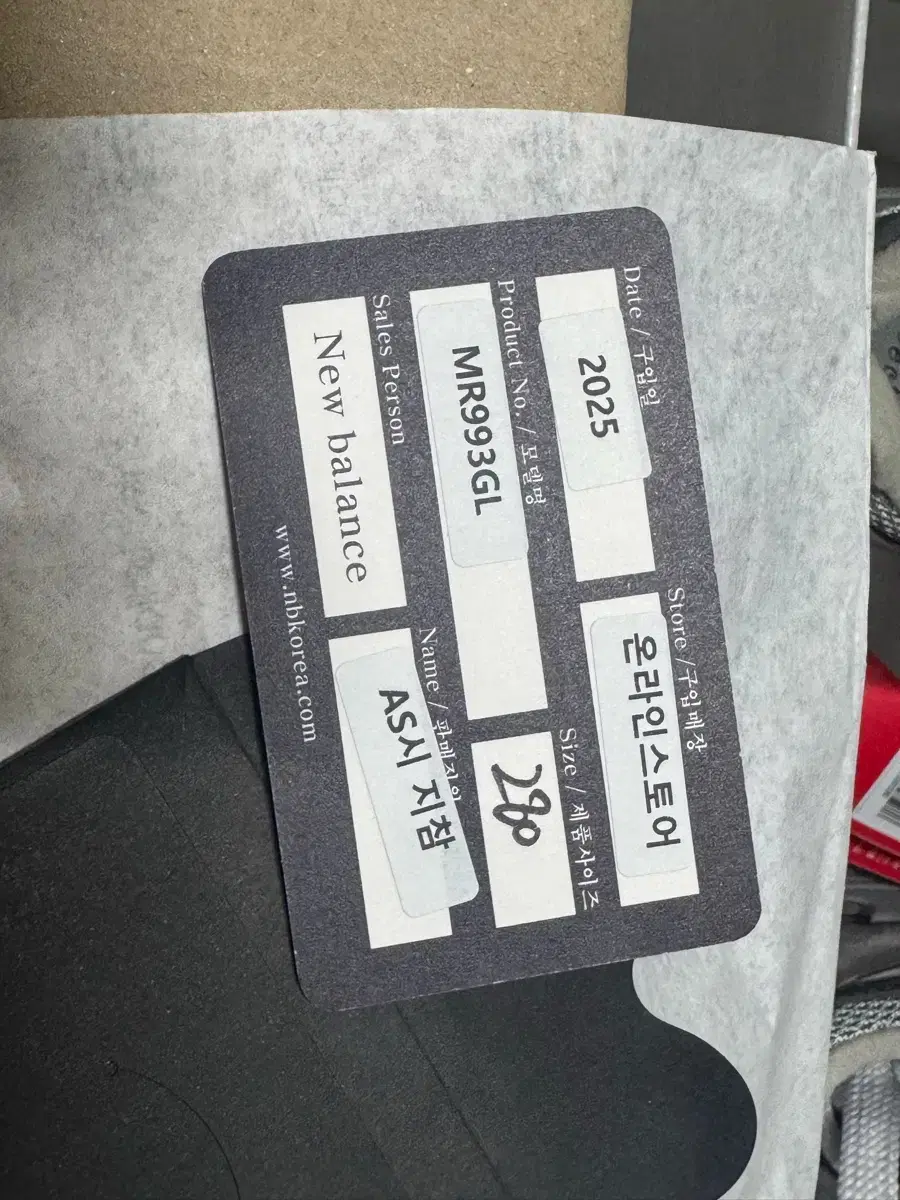 Date / 구입일
2025
Store / 구입매장
온라인스토어
Product No. / 모델명
MR993GL
Size / 제품사이즈
280
Sales Person
New balance
Name / 판매직원
AS시 지참
www.nbkorea.com